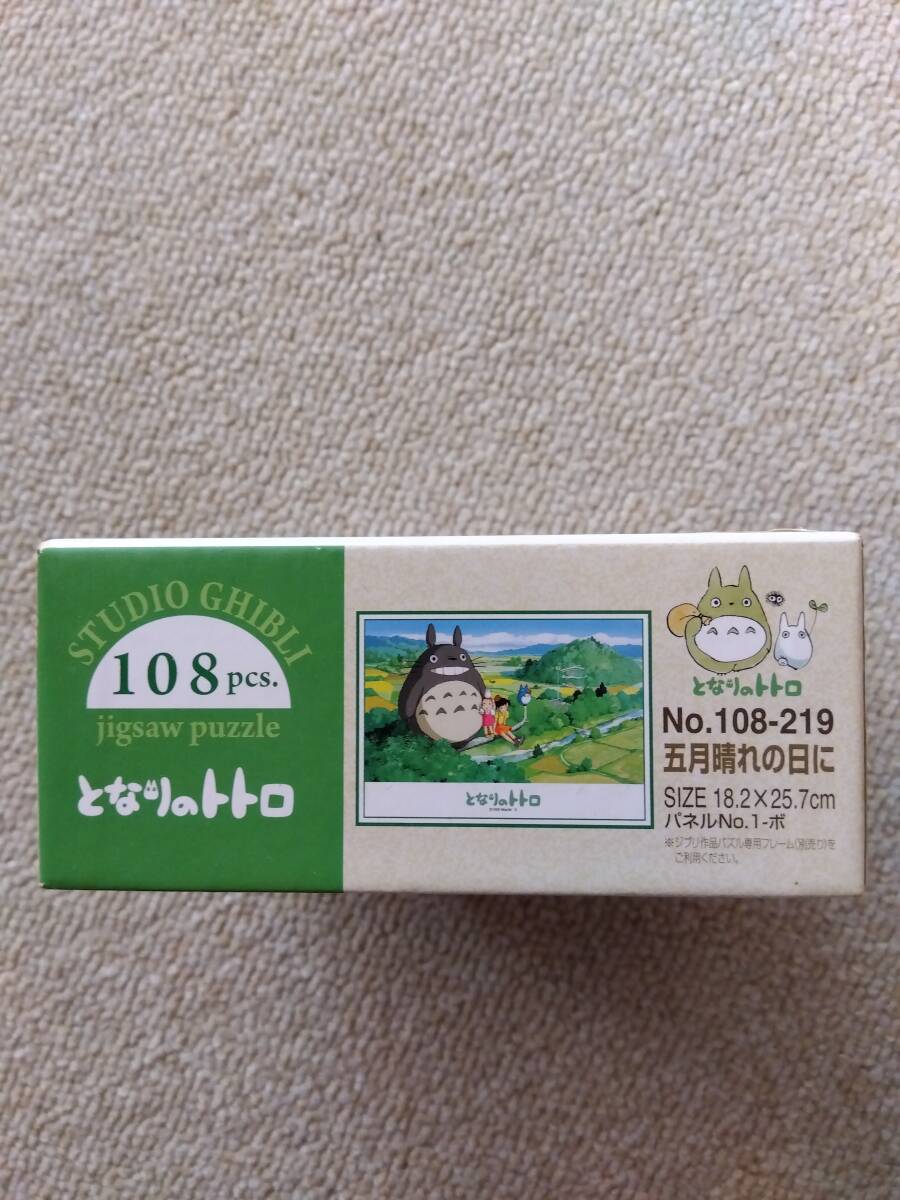 STUDIO GHIBLI
108pcs.
jigsaw puzzle
となりのトトロ
となりのトトロ
となりのトトロ
No.108-219
五月晴れの日に
SIZE 18.2×25.7cm
パネルNo.1-ボ
※ジブリ作品パズル専用フレーム(別売り)を
ご利用ください。